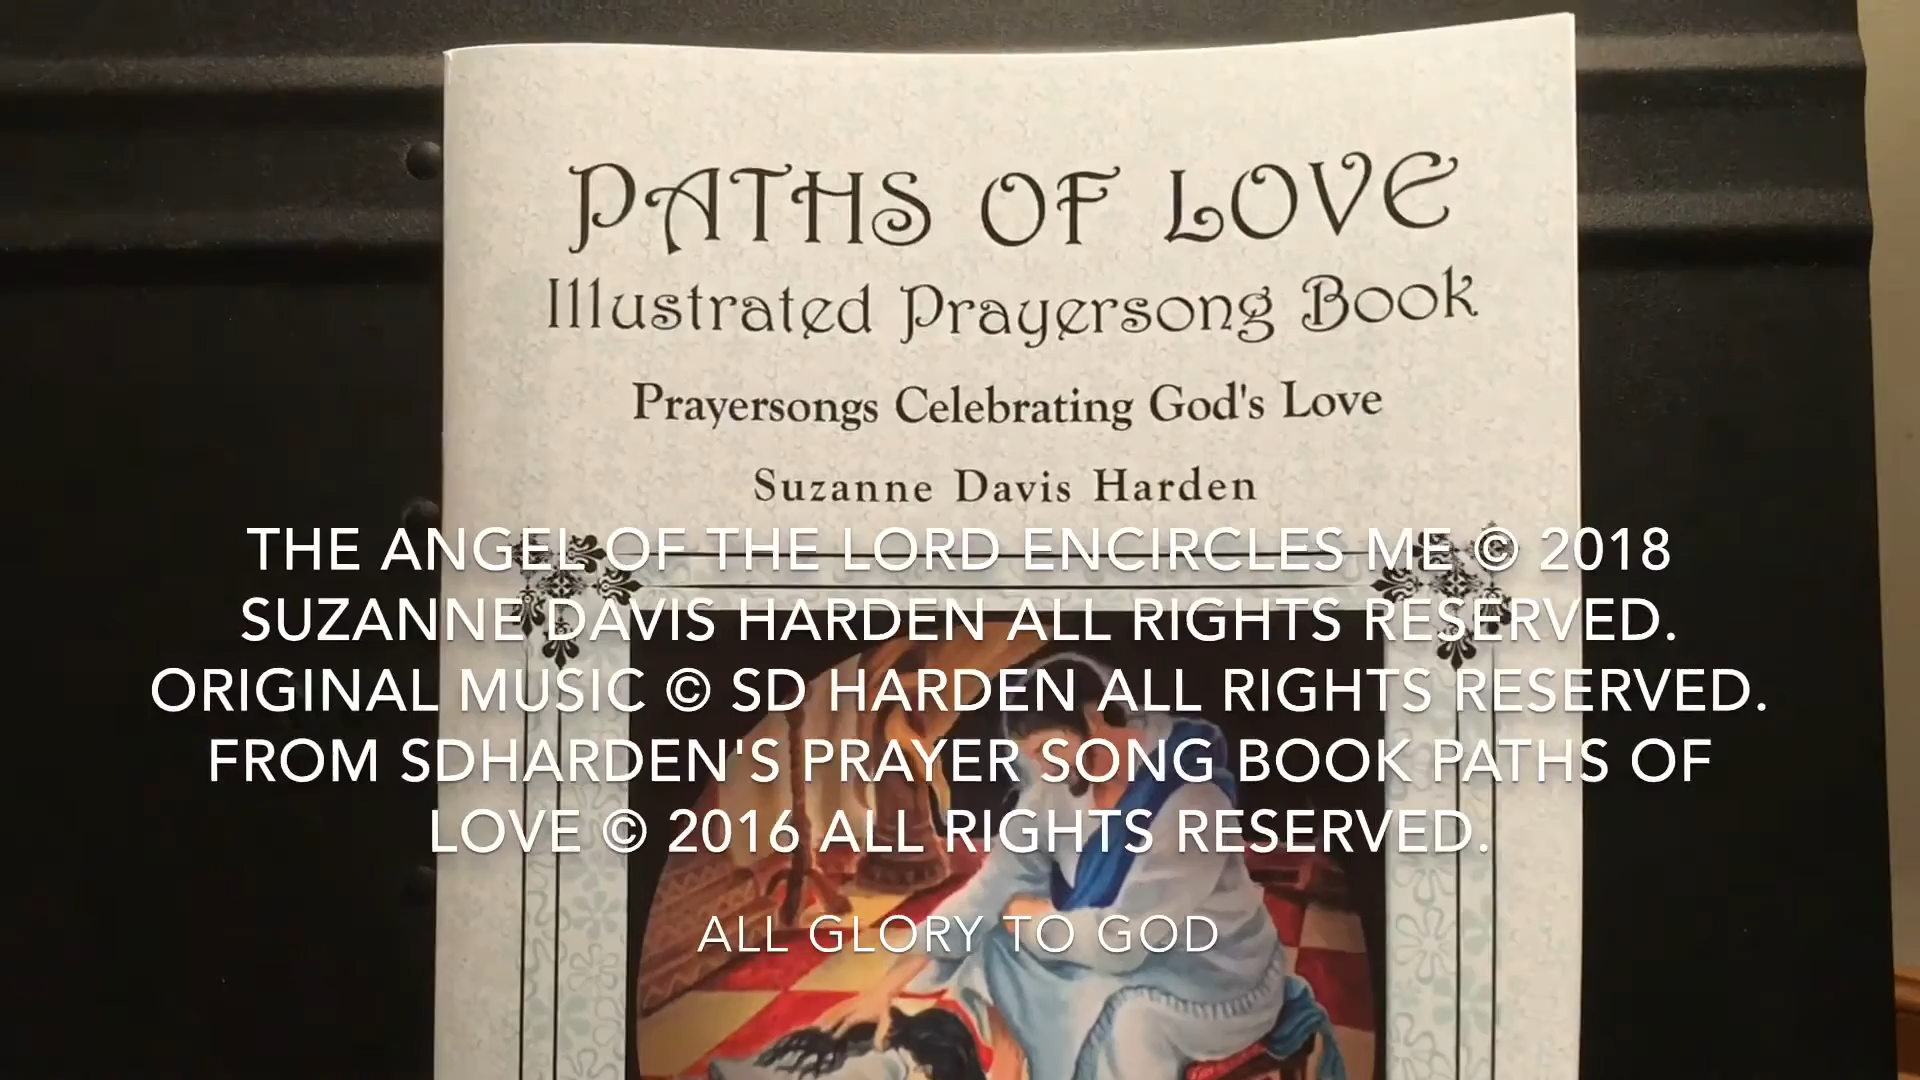 PATHS OF LOVE
Illustrated Prayersong Book
Prayersongs Celebrating God's Love
Suzanne Davis Harden
THE ANGEL OF THE LORD ENCIRCLES ME © 2018
SUZANNE DAVIS HARDEN ALL RIGHTS RESERVED.
ORIGINAL MUSIC © SD HARDEN ALL RIGHTS RESERVED.
FROM SDHARDEN'S PRAYER SONG BOOK PATHS OF
LOVE © 2016 ALL RIGHTS RESERVED.
ALL GLORY TO GOD